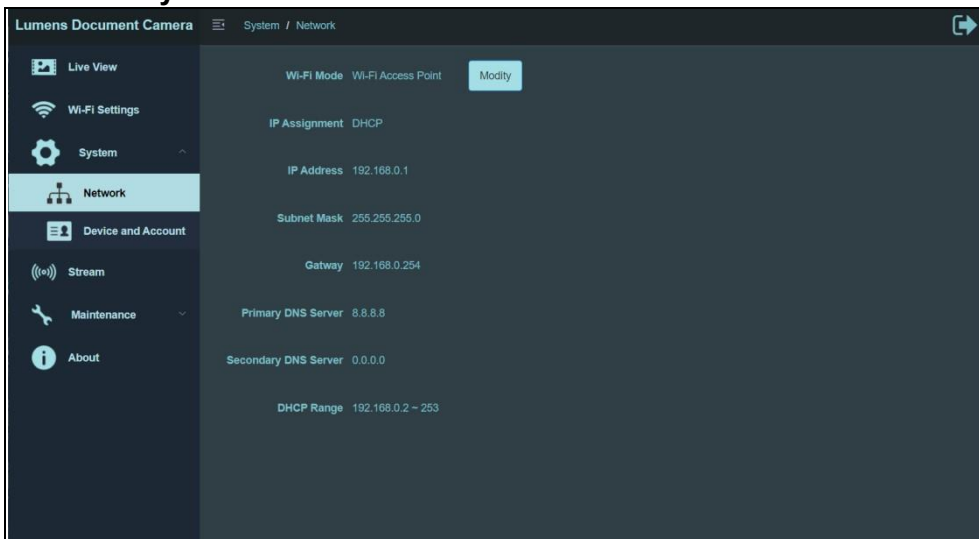 Lumens Document Camera
System / Network
Live View
Wi-Fi Settings
System
Network
Device and Account
Stream
Maintenance
About
Wi-Fi Mode Wi-Fi Access Point Modity
IP Assignment DHCP
IP Address 192.168.0.1
Subnet Mask 255.255.255.0
Gatway 192.168.0.254
Primary DNS Server 8.8.8.8
Secondary DNS Server 0.0.0.0
DHCP Range 192.168.0.2 ~ 253